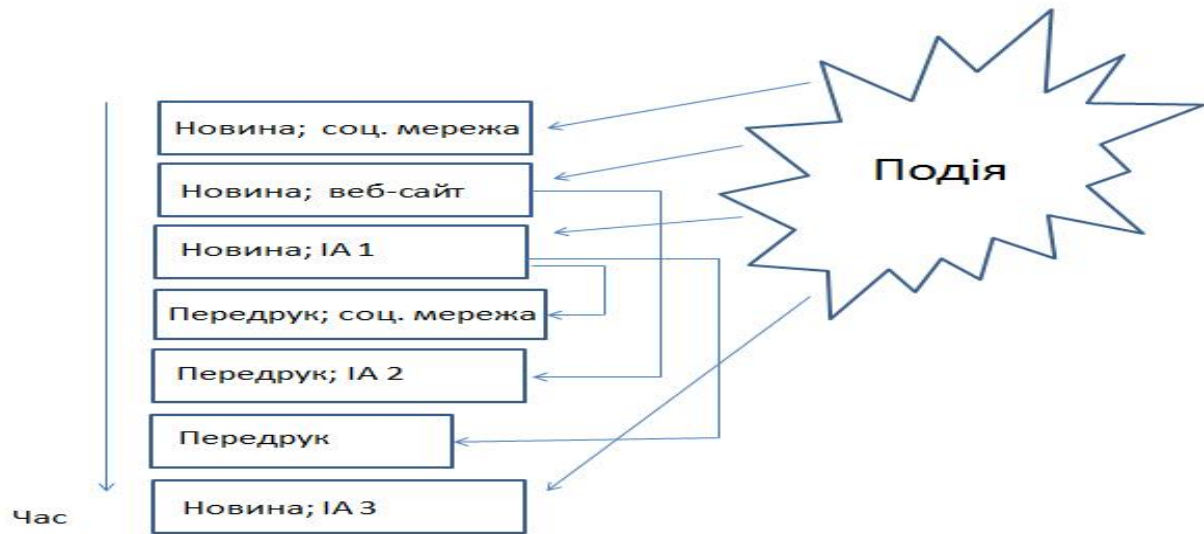 Новина; соц. мережа
Подія
Новина; веб-сайт
Новина; ІА 1
Передрук; соц. мережа
Передрук; ІА 2
Передрук
Новина; ІА 3
Час